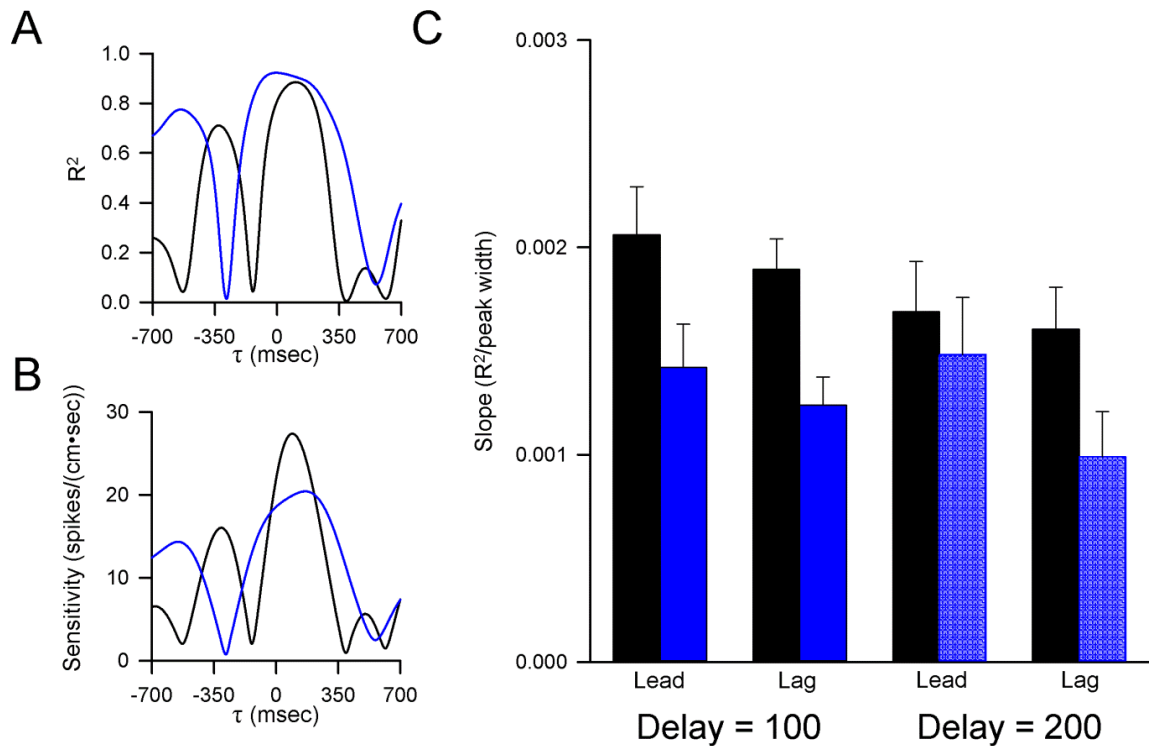 A
1.0
0.8
0.6
0.4
0.2
0.0
R²
-700 -350 0 350 700
τ (msec)
B
30
20
10
0
Sensitivity (spikes/(cm•sec))
-700 -350 0 350 700
τ (msec)
C
0.003
0.002
0.001
0.000
Slope (R²/peak width)
Lead Lag Lead Lag
Delay = 100 Delay = 200